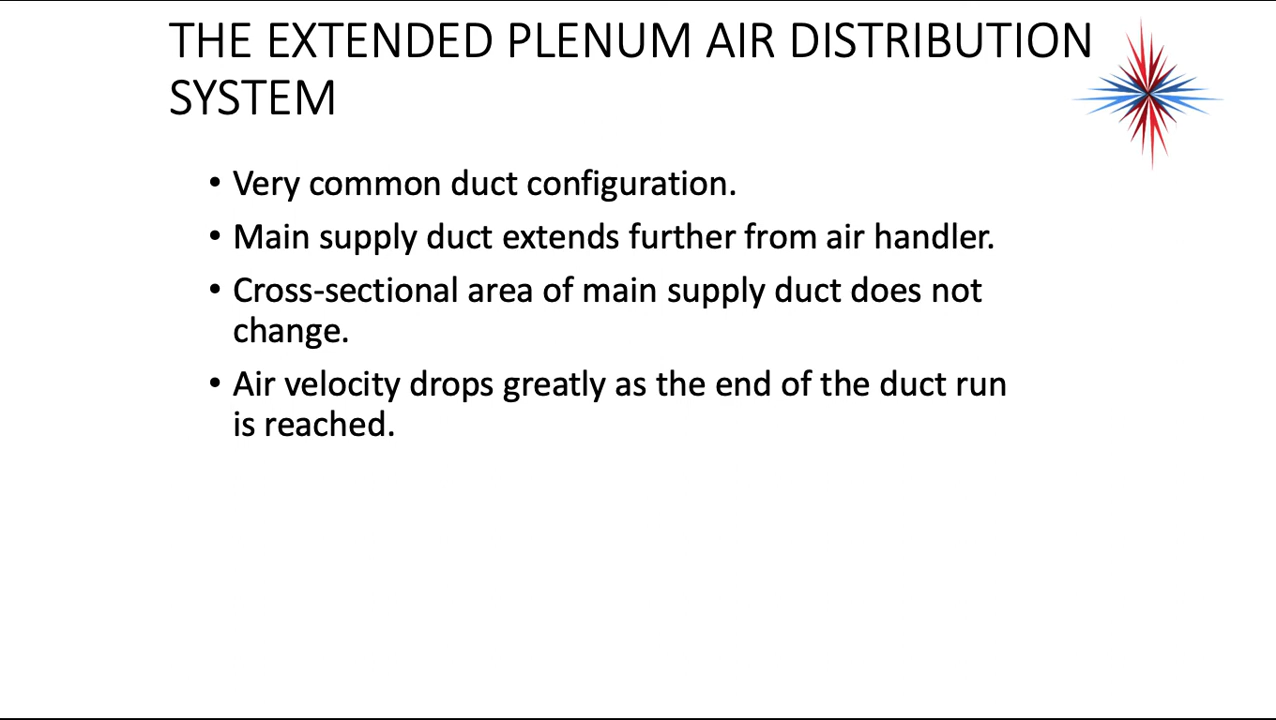 THE EXTENDED PLENUM AIR DISTRIBUTION
SYSTEM
• Very common duct configuration.
• Main supply duct extends further from air handler.
• Cross-sectional area of main supply duct does not
change.
• Air velocity drops greatly as the end of the duct run
is reached.